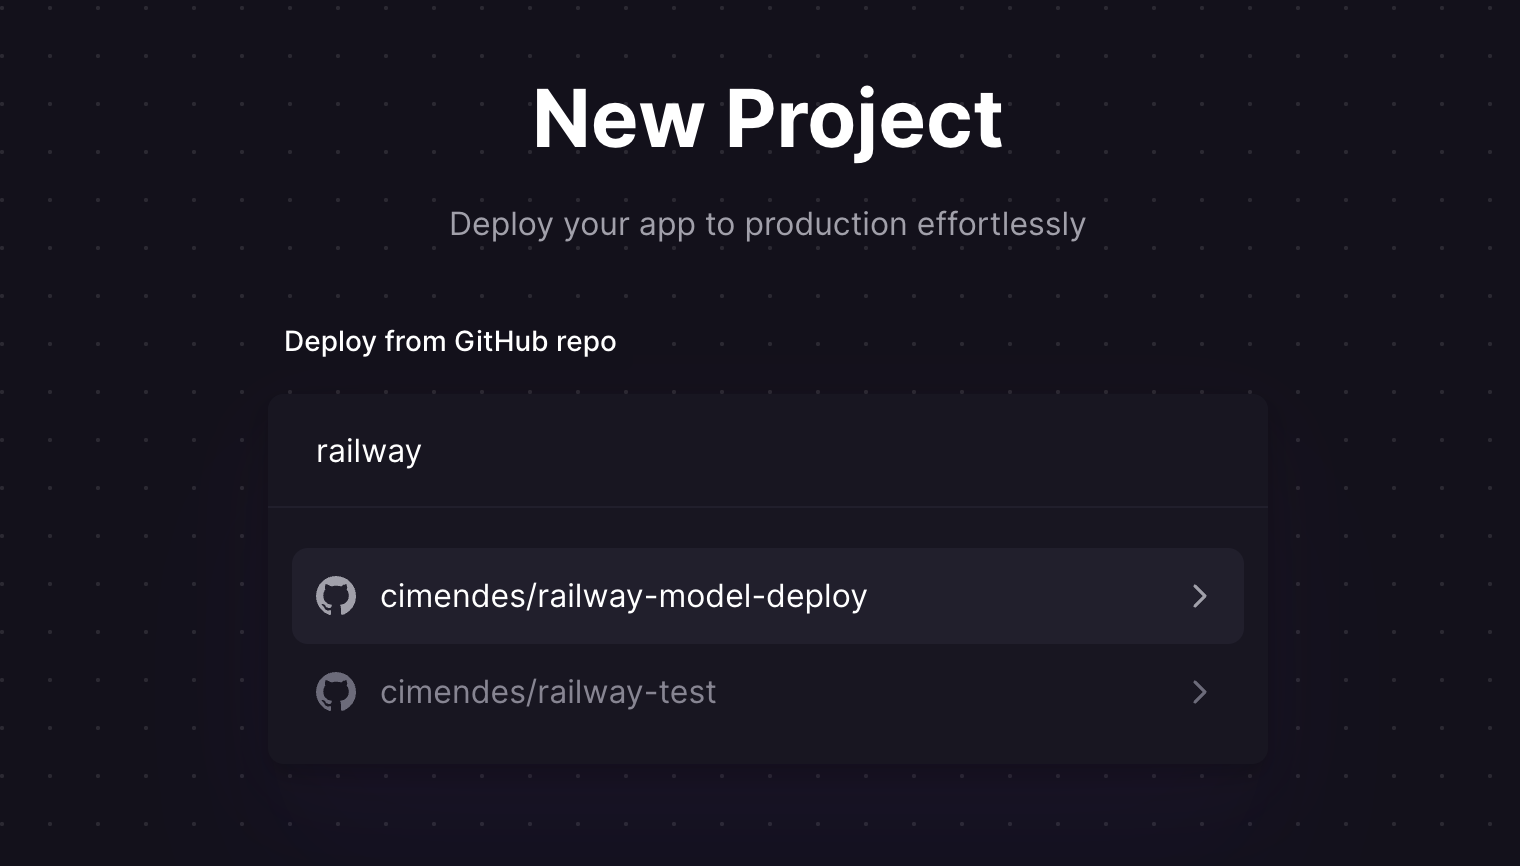 New Project
Deploy your app to production effortlessly
Deploy from GitHub repo
railway
cimendes/railway-model-deploy
cimendes/railway-test